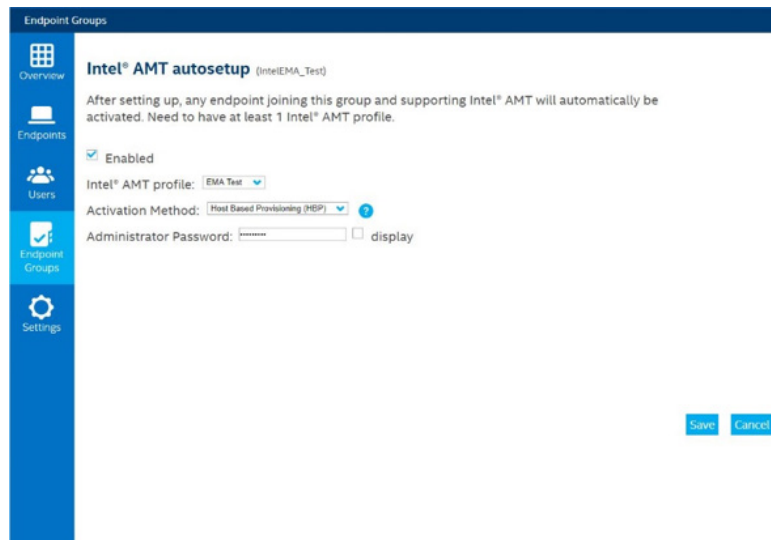 Endpoint Groups
Overview
Endpoints
Users
Endpoint
Groups
Settings
Intel® AMT autosetup (IntelEMA_Test)
After setting up, any endpoint joining this group and supporting Intel® AMT will automatically be
activated. Need to have at least 1 Intel® AMT profile.
Enabled
Intel® AMT profile: EMA Test
Activation Method: Host Based Provisioning (HBP) ?
Administrator Password: ········· display
Save Cancel